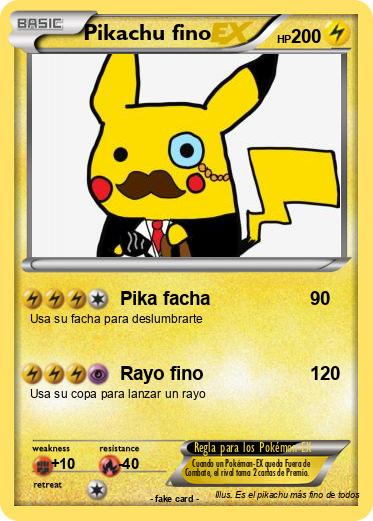 BASIC
Pikachu fino EX HP200
Pika facha 90
Usa su facha para deslumbrarte
Rayo fino 120
Usa su copa para lanzar un rayo
weakness resistance
+10 -40
retreat
Regla para los Pokémon-EX
Cuando un Pokémon-EX queda Fuera de
Combate, el rival toma 2 cartas de Premio.
- fake card -
Illus. Es el pikachu más fino de todos